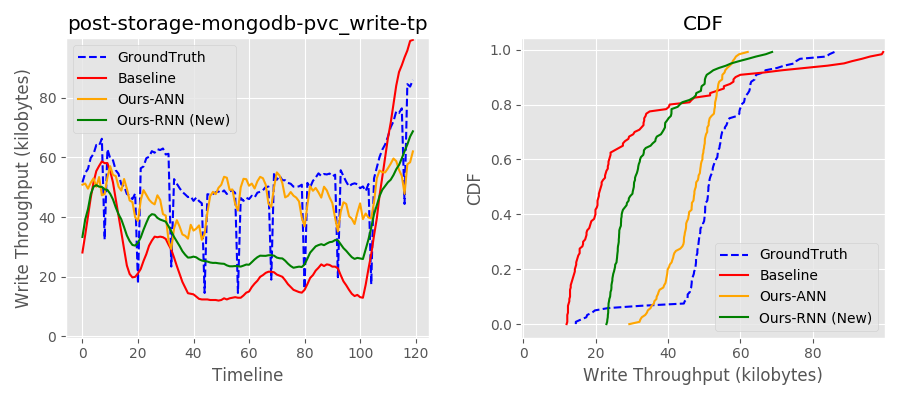 post-storage-mongodb-pvc_write-tp
GroundTruth
Baseline
Ours-ANN
Ours-RNN (New)
Write Throughput (kilobytes)
80
60
40
20
0
0
20
40
60
80
100
120
Timeline
CDF
CDF
1.0
0.8
0.6
0.4
0.2
0.0
GroundTruth
Baseline
Ours-ANN
Ours-RNN (New)
0
20
40
60
80
Write Throughput (kilobytes)